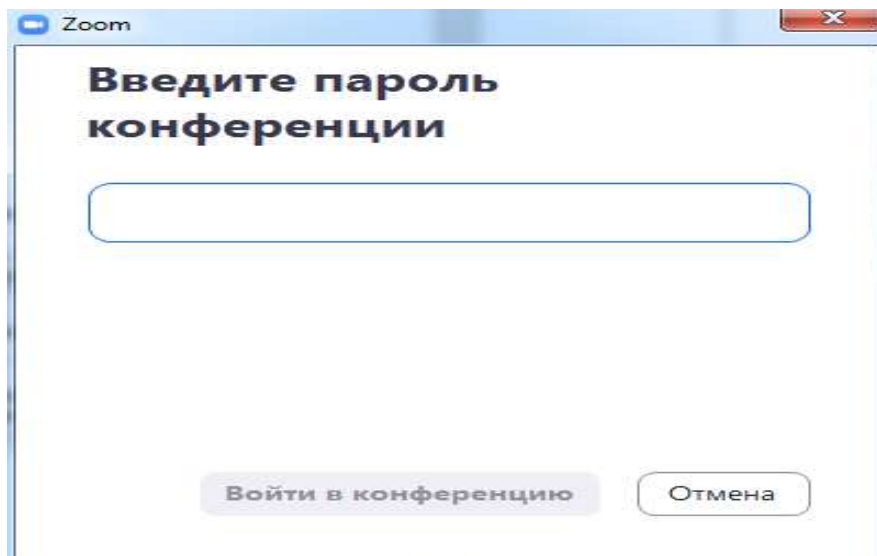 Zoom
Введите пароль
конференции
Войти в конференцию
Отмена